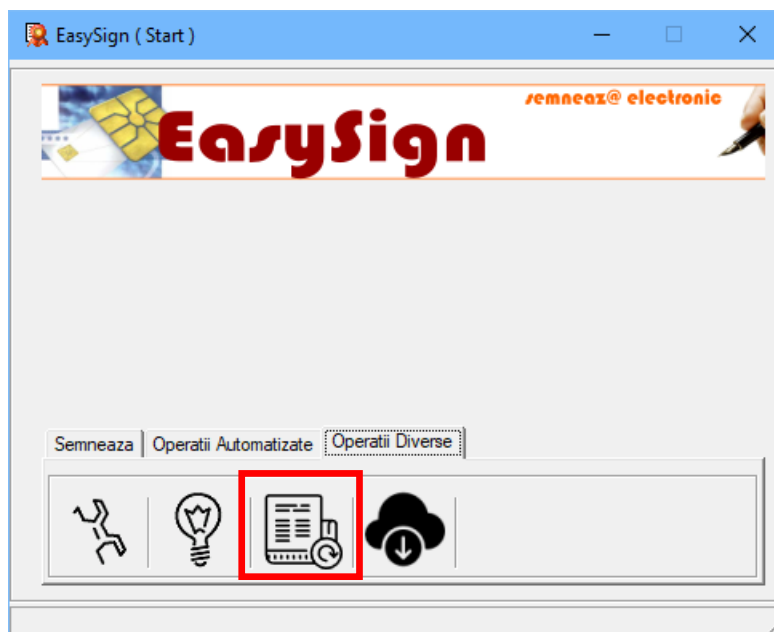 EasySign ( Start )
semneaz@ electronic
EasySign
Semneaza
Operatii Automatizate
Operatii Diverse